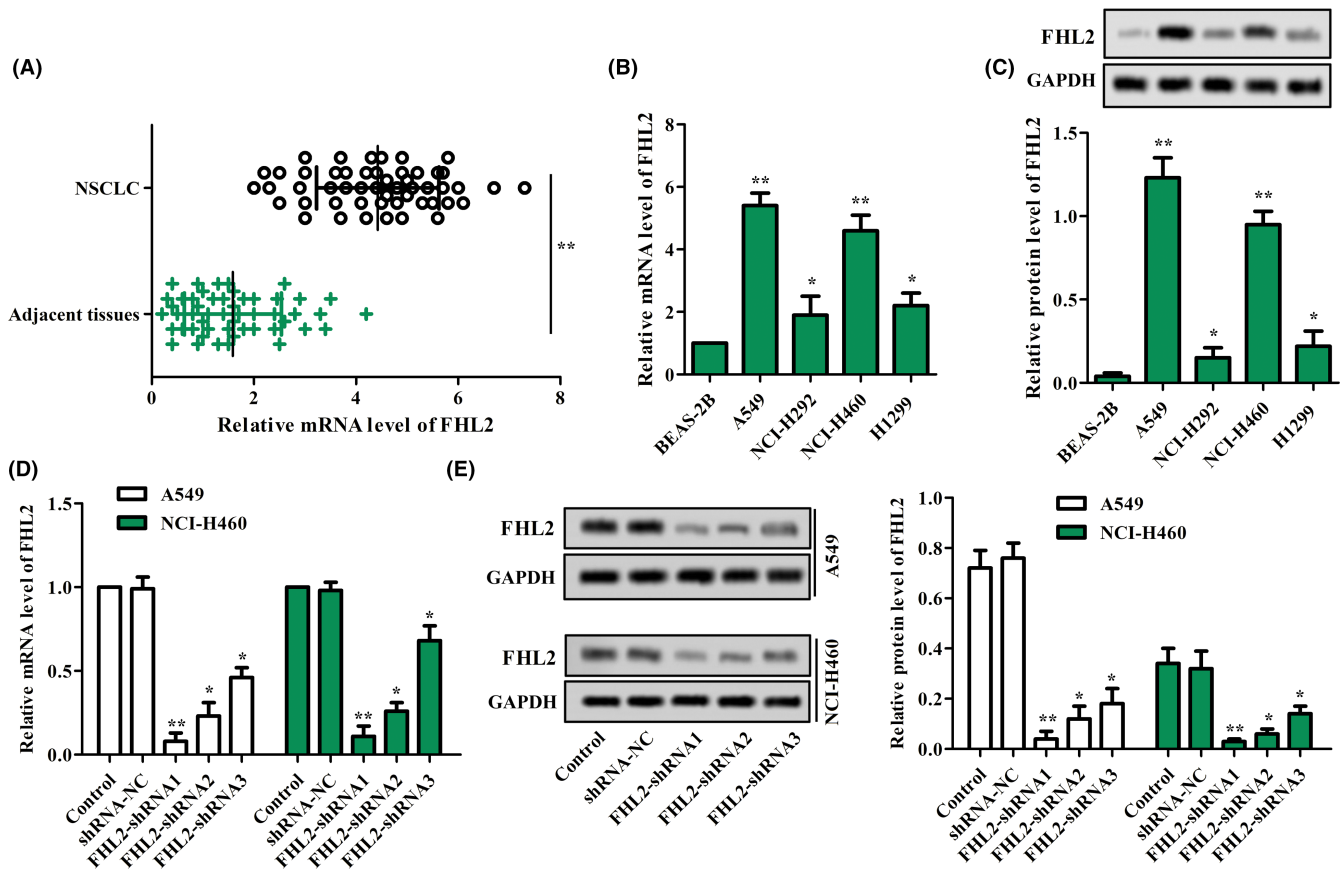 (A)
NSCLC
Adjacent tissues
**
0 2 4 6 8
Relative mRNA level of FHL2
(B)
Relative mRNA level of FHL2
8
6
4
2
0
** * ** *
BEAS-2B A549 NCI-H292 NCI-H460 H1299
(C)
FHL2
GAPDH
Relative protein level of FHL2
1.5
1.0
0.5
0.0
** * ** *
BEAS-2B A549 NCI-H292 NCI-H460 H1299
(D)
A549
NCI-H460
Relative mRNA level of FHL2
1.5
1.0
0.5
0.0
** * * ** * *
Control shRNA-NC FHL2-shRNA1 FHL2-shRNA2 FHL2-shRNA3 Control shRNA-NC FHL2-shRNA1 FHL2-shRNA2 FHL2-shRNA3
(E)
FHL2
GAPDH
A549
FHL2
GAPDH
NCI-H460
Control shRNA-NC FHL2-shRNA1 FHL2-shRNA2 FHL2-shRNA3
A549
NCI-H460
Relative protein level of FHL2
1.0
0.8
0.6
0.4
0.2
0.0
** * * ** * *
Control shRNA-NC FHL2-shRNA1 FHL2-shRNA2 FHL2-shRNA3 Control shRNA-NC FHL2-shRNA1 FHL2-shRNA2 FHL2-shRNA3